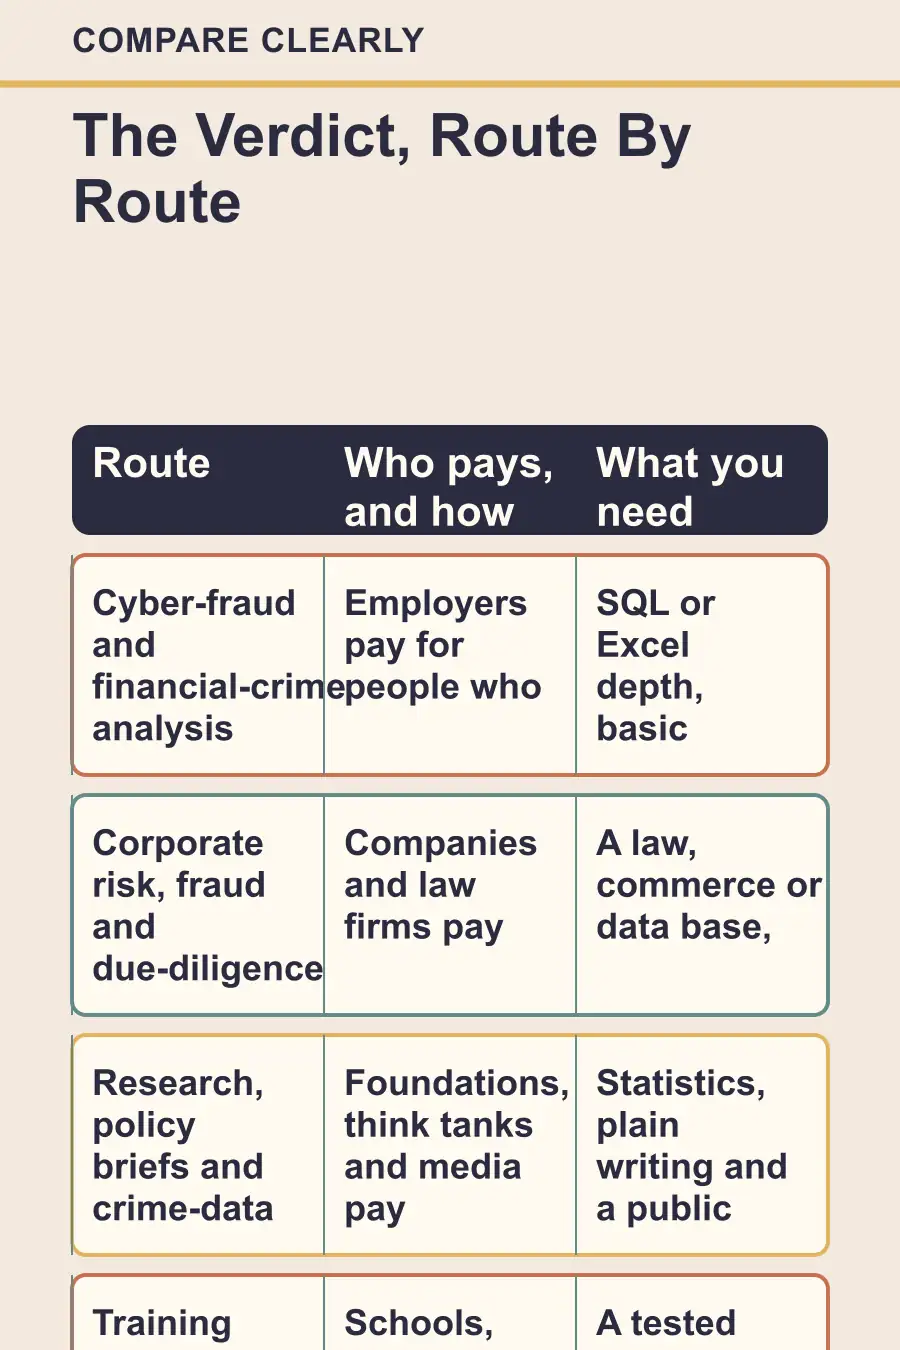 COMPARE CLEARLY
The Verdict, Route By
Route
Route
Who pays,
and how
What you
need
Cyber-fraud
and
financial-crime
analysis
Employers
pay for
people who
SQL or
Excel
depth,
basic
Corporate
risk, fraud
and
due-diligence
Companies
and law
firms pay
A law,
commerce or
data base,
Research,
policy
briefs and
crime-data
Foundations,
think tanks
and media
pay
Statistics,
plain
writing and
a public
Training
Schools,
A tested